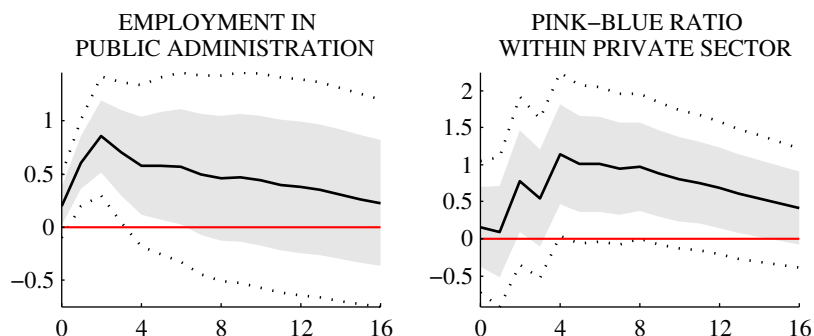 EMPLOYMENT IN
PUBLIC ADMINISTRATION
1
0.5
0
−0.5
0 4 8 12 16
PINK−BLUE RATIO
WITHIN PRIVATE SECTOR
2
1.5
1
0.5
0
−0.5
0 4 8 12 16